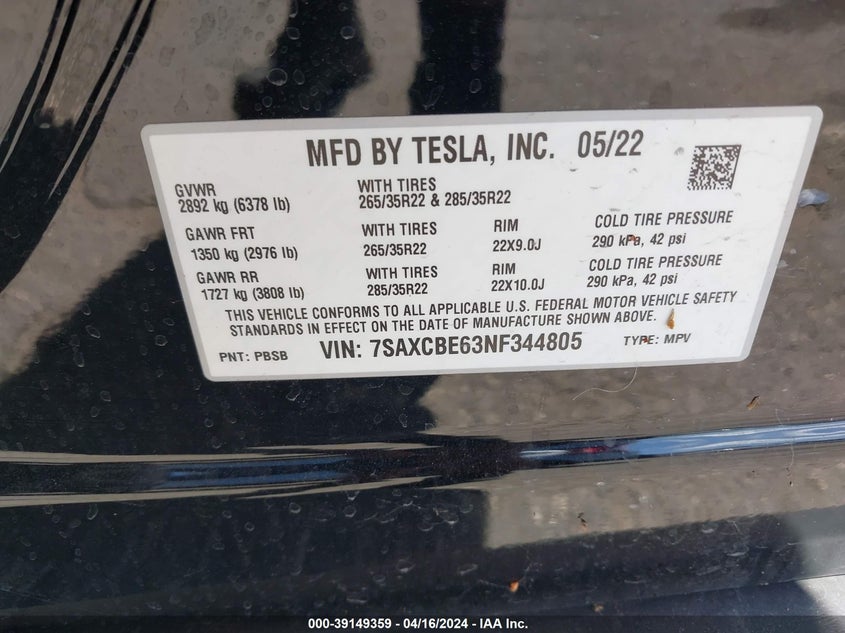 MFD BY TESLA, INC. 05/22
GVWR
2892 kg (6378 lb)
WITH TIRES
265/35R22 & 285/35R22
GAWR FRT
1350 kg (2976 lb)
WITH TIRES
265/35R22
RIM
22X9.0J
COLD TIRE PRESSURE
290 kPa, 42 psi
GAWR RR
1727 kg (3808 lb)
WITH TIRES
285/35R22
RIM
22X10.0J
COLD TIRE PRESSURE
290 kPa, 42 psi
THIS VEHICLE CONFORMS TO ALL APPLICABLE U.S. FEDERAL MOTOR VEHICLE SAFETY
STANDARDS IN EFFECT ON THE DATE OF MANUFACTURE SHOWN ABOVE.
PNT: PBSB VIN: 7SAXCBE63NF344805 TYPE: MPV
000-39149359 - 04/16/2024 - IAA Inc.